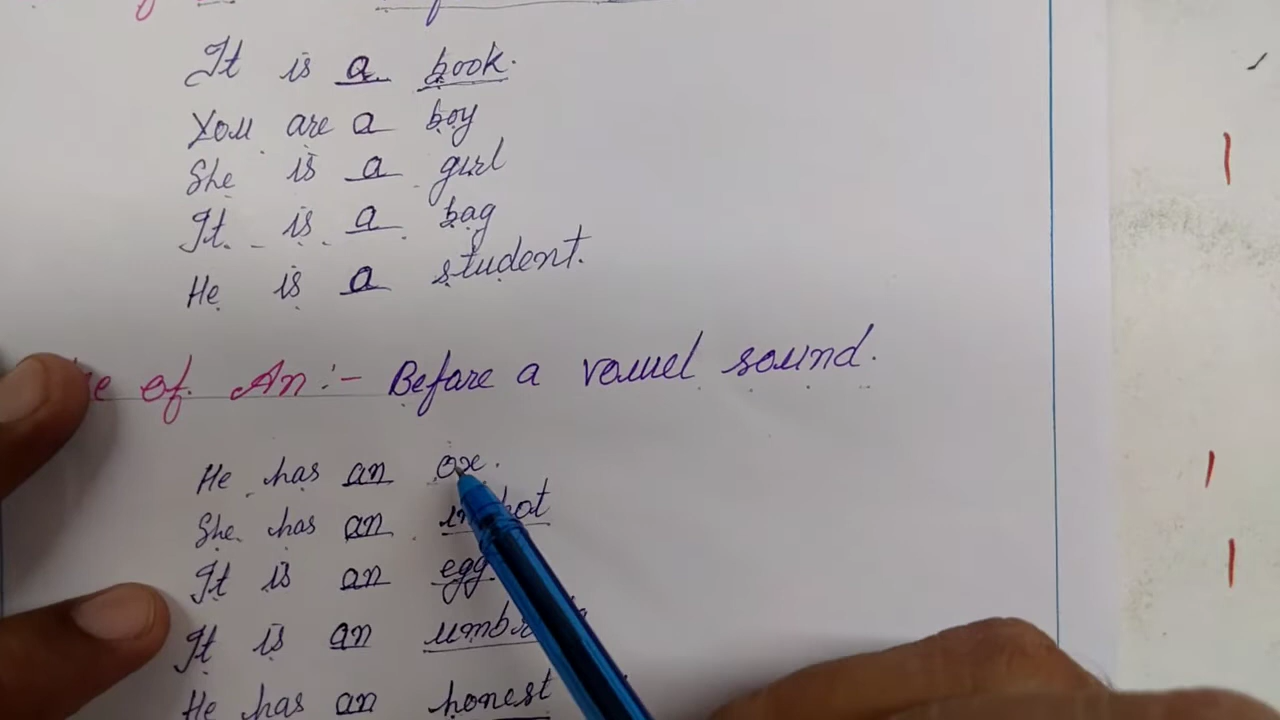 of
It is a book.
You are a boy
She is a girl
It is a bag
He is a student.
of An :- Before a vowel sound.
He has an ox.
She has an
It is an egg
It is an
He has an honest